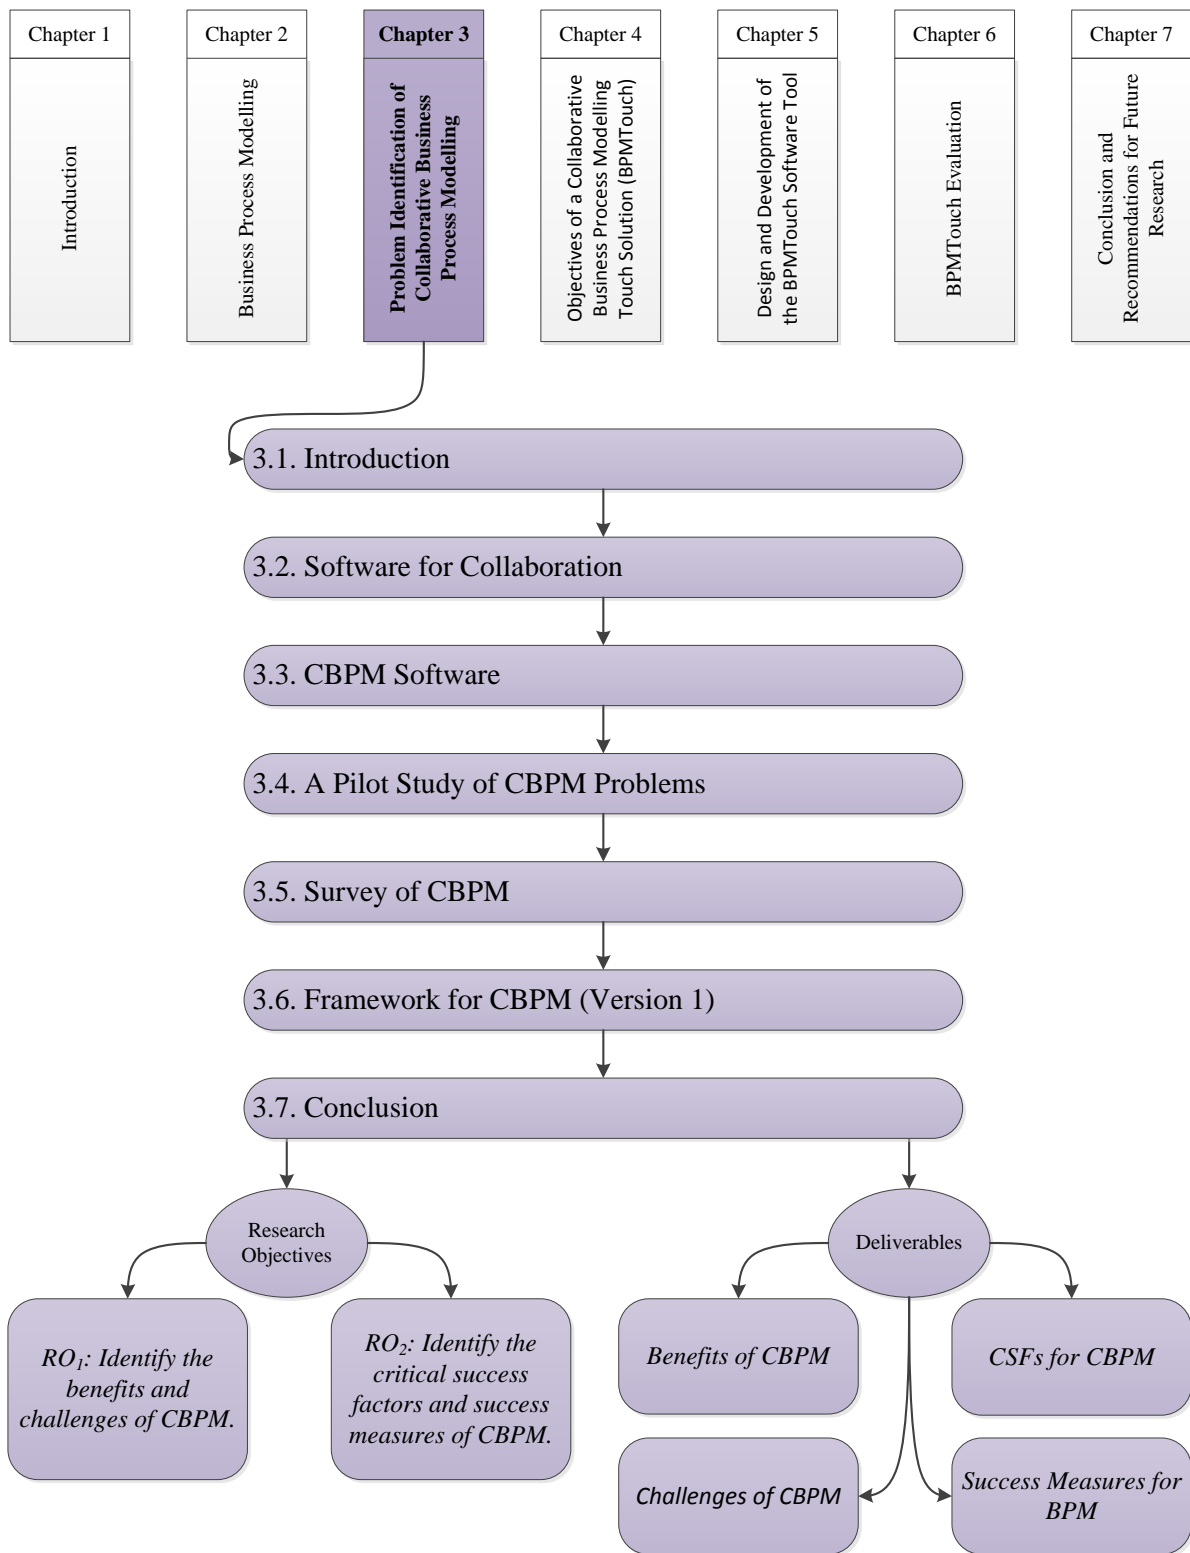 Chapter 1
Introduction
Chapter 2
Business Process Modelling
Chapter 3
Problem Identification of
Collaborative Business
Process Modelling
Chapter 4
Objectives of a Collaborative
Business Process Modelling
Touch Solution (BPMTouch)
Chapter 5
Design and Development of
the BPMTouch Software Tool
Chapter 6
BPMTouch Evaluation
Chapter 7
Conclusion and
Recommendations for Future
Research
3.1. Introduction
3.2. Software for Collaboration
3.3. CBPM Software
3.4. A Pilot Study of CBPM Problems
3.5. Survey of CBPM
3.6. Framework for CBPM (Version 1)
3.7. Conclusion
Research
Objectives
RO₁: Identify the
benefits and
challenges of CBPM.
RO₂: Identify the
critical success
factors and success
measures of CBPM.
Deliverables
Benefits of CBPM
CSFs for CBPM
Challenges of CBPM
Success Measures for
BPM